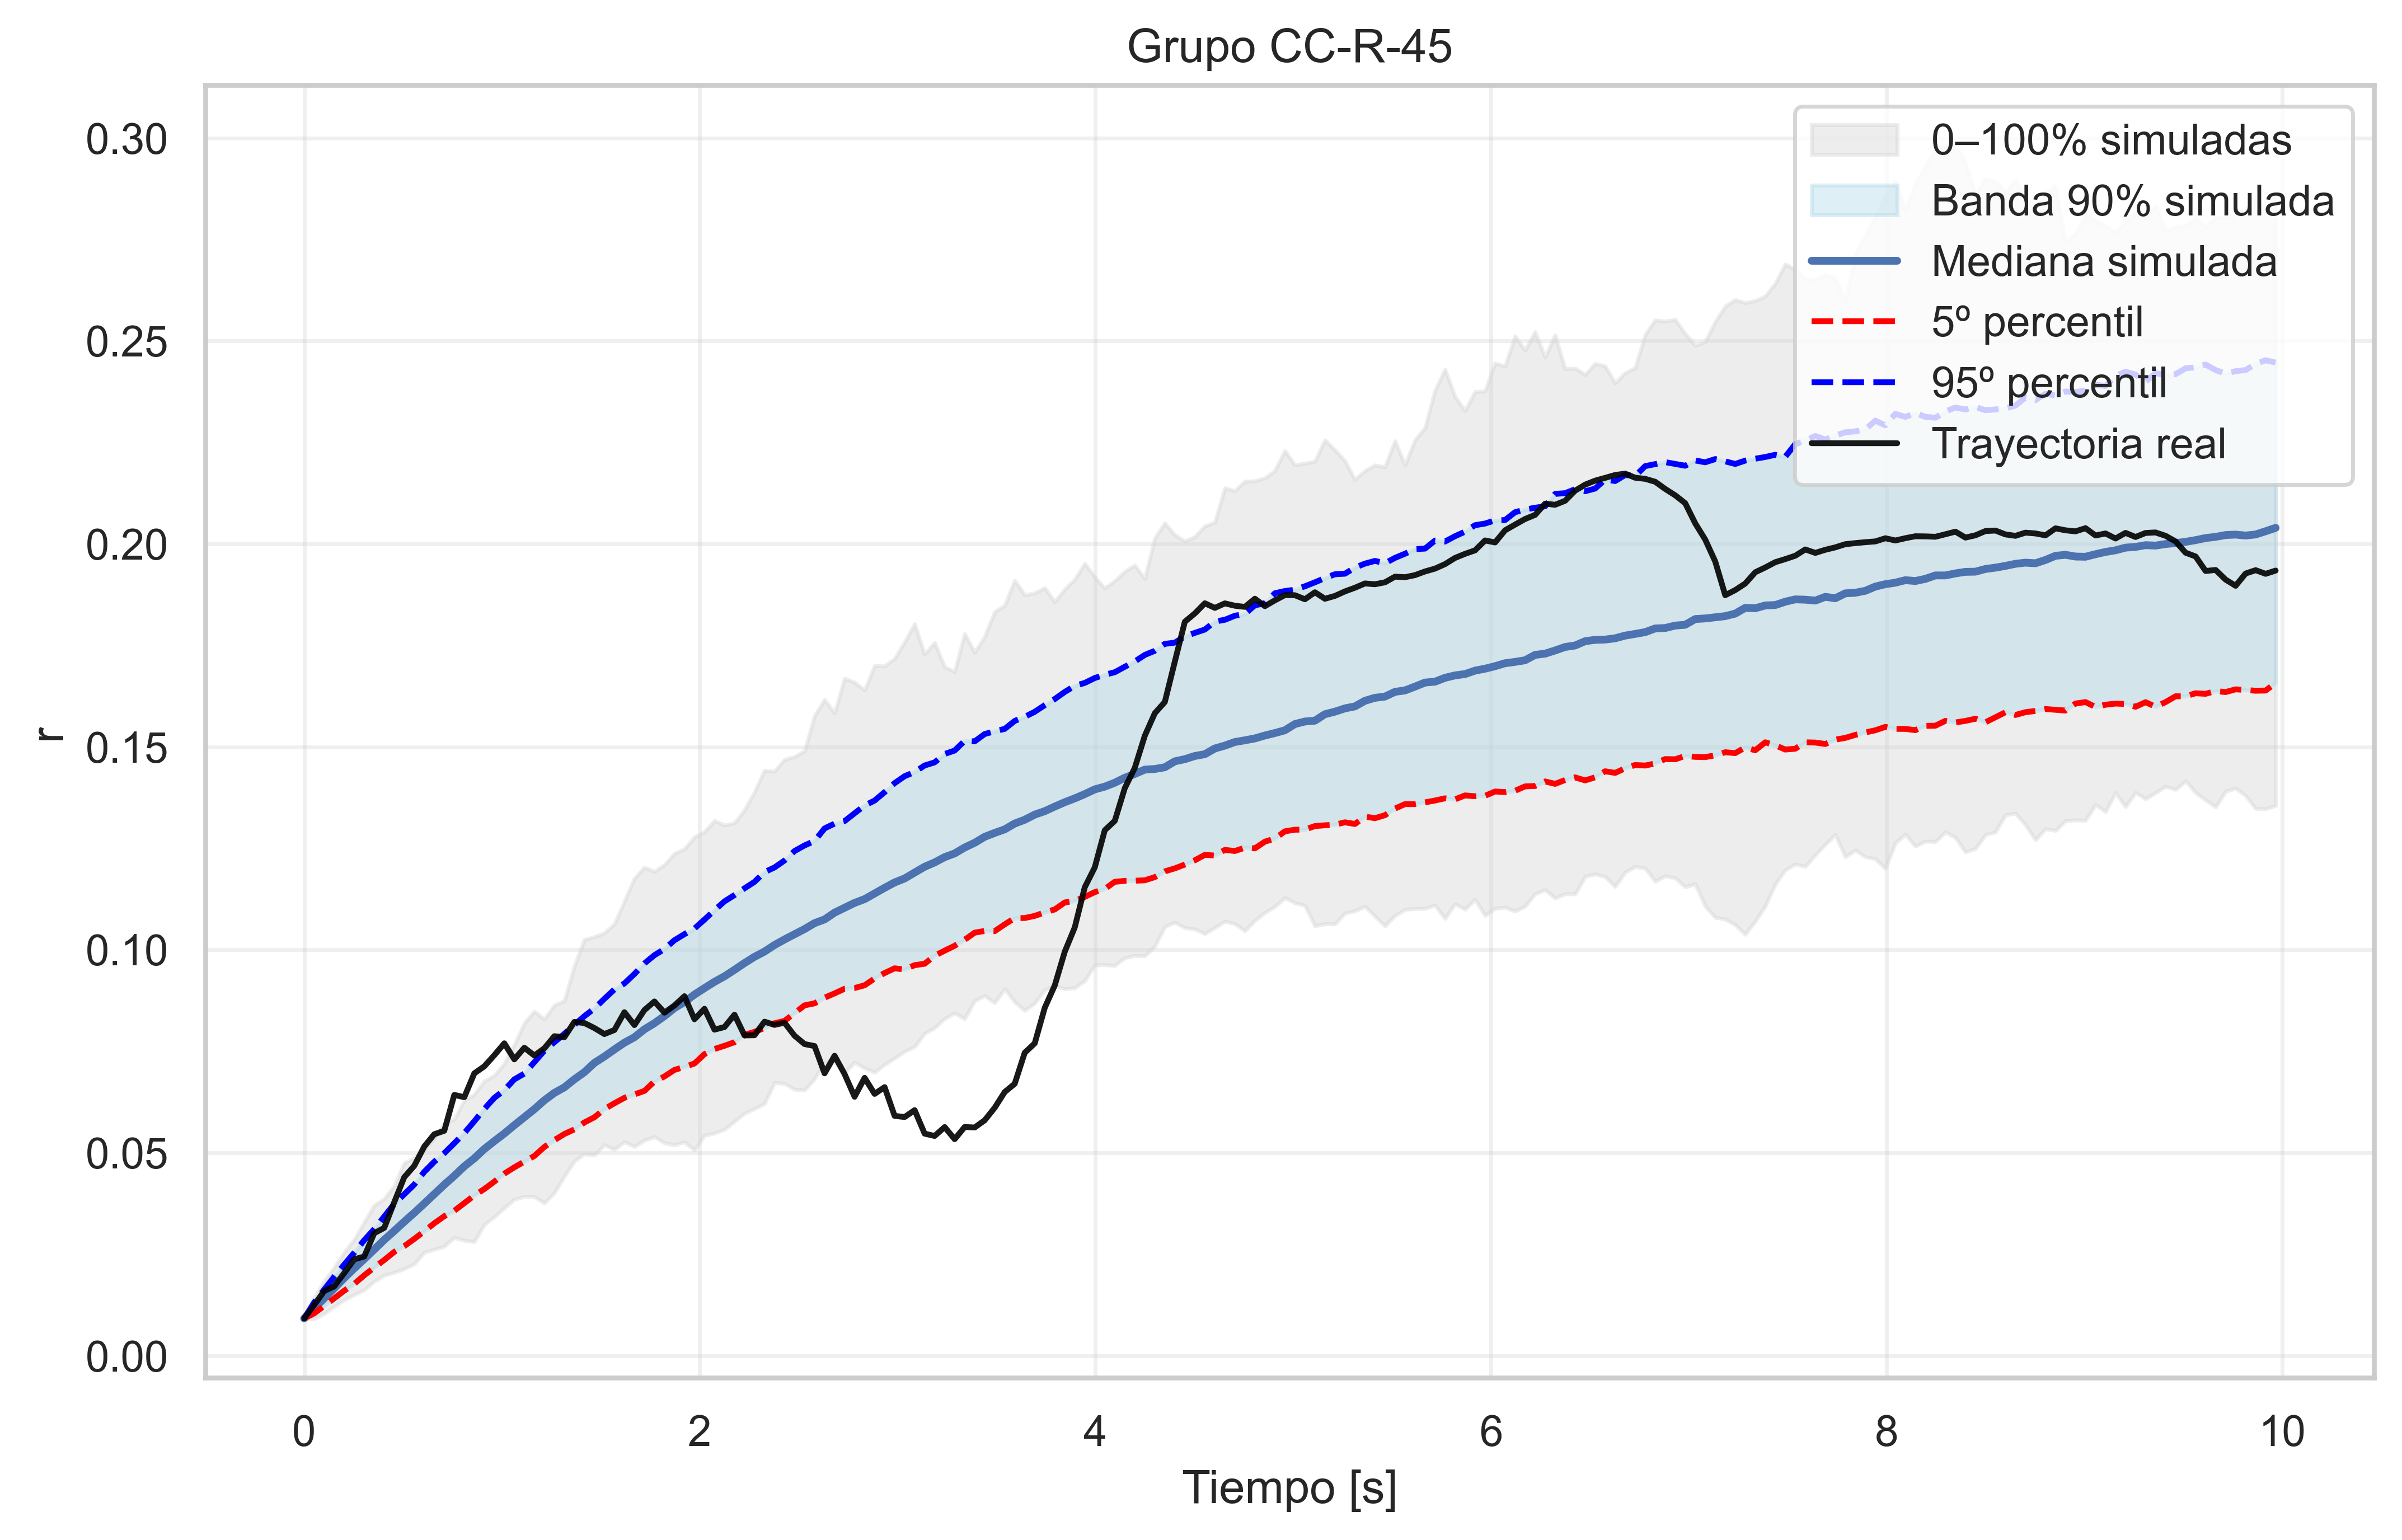 Grupo CC-R-45
0.30
0.25
0.20
0.15
0.10
0.05
0.00
r
0–100% simuladas
Banda 90% simulada
Mediana simulada
5º percentil
95º percentil
Trayectoria real
0 2 4 6 8 10
Tiempo [s]